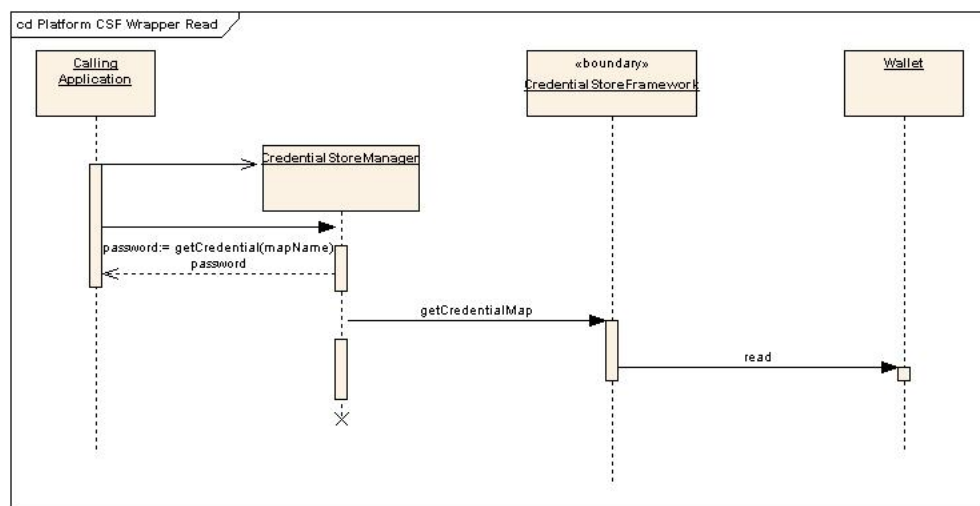 cd Platform CSF Wrapper Read
Calling
Application
«boundary»
CredentialStoreFramework
Wallet
CredentialStoreManager
password:= getCredential(mapName)
password
getCredentialMap
read